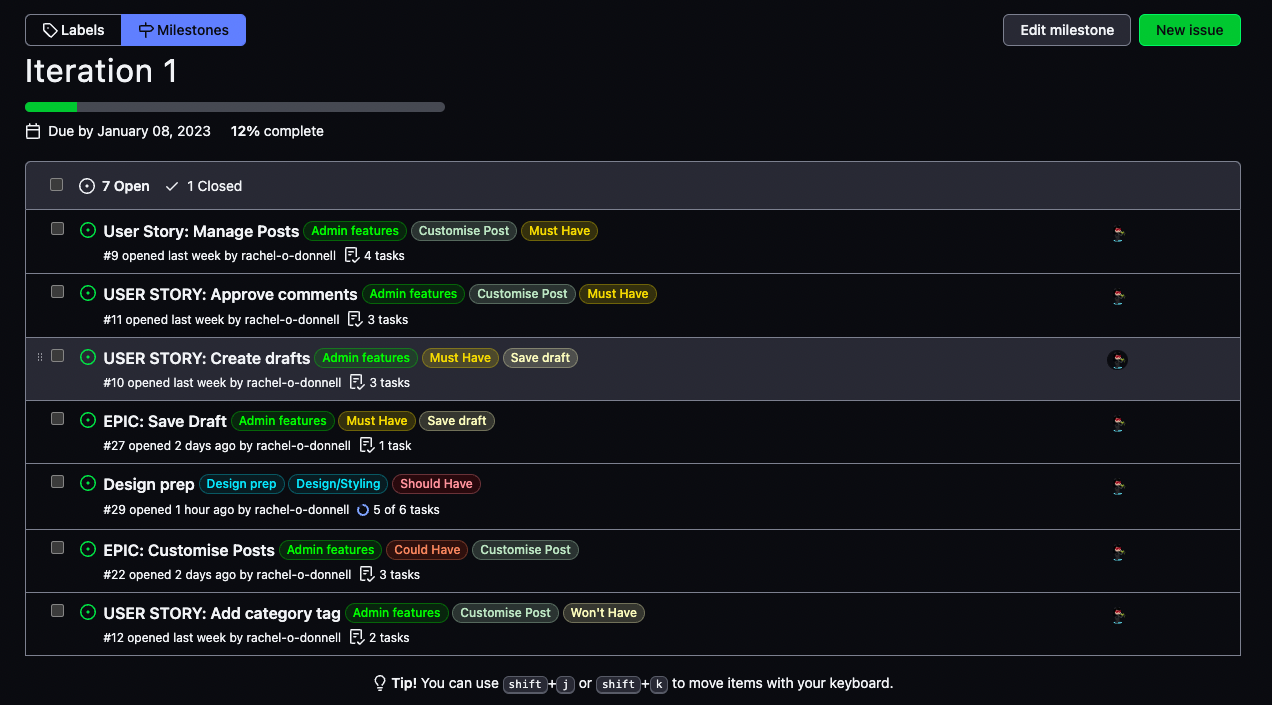 Labels Milestones Edit milestone New issue
Iteration 1
Due by January 08, 2023 12% complete
7 Open 1 Closed
User Story: Manage Posts Admin features Customise Post Must Have
#9 opened last week by rachel-o-donnell 4 tasks
USER STORY: Approve comments Admin features Customise Post Must Have
#11 opened last week by rachel-o-donnell 3 tasks
USER STORY: Create drafts Admin features Must Have Save draft
#10 opened last week by rachel-o-donnell 3 tasks
EPIC: Save Draft Admin features Must Have Save draft
#27 opened 2 days ago by rachel-o-donnell 1 task
Design prep Design prep Design/Styling Should Have
#29 opened 1 hour ago by rachel-o-donnell 5 of 6 tasks
EPIC: Customise Posts Admin features Could Have Customise Post
#22 opened 2 days ago by rachel-o-donnell 3 tasks
USER STORY: Add category tag Admin features Customise Post Won't Have
#12 opened last week by rachel-o-donnell 2 tasks
Tip! You can use shift+j or shift+k to move items with your keyboard.